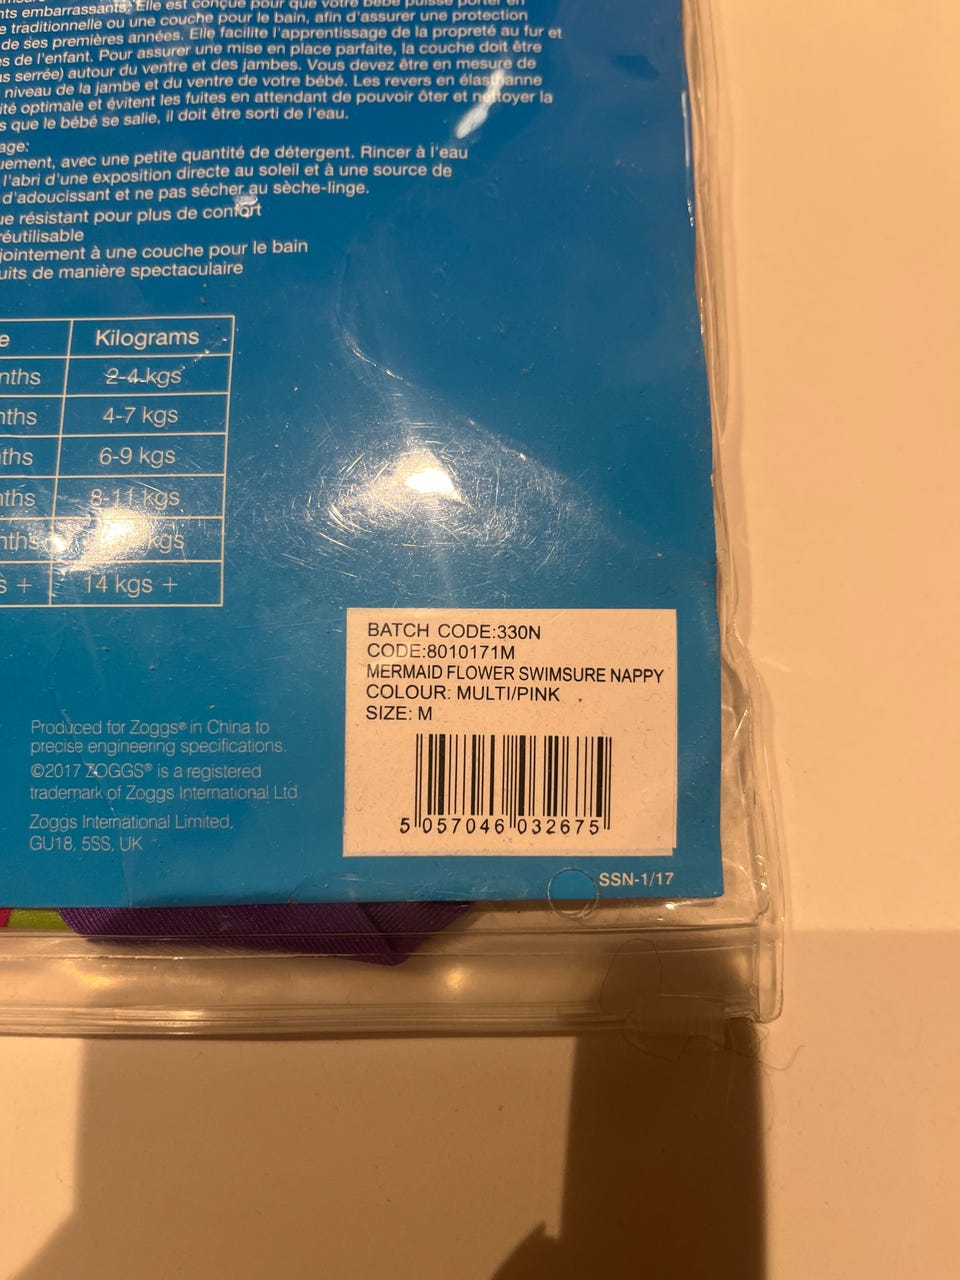 nts embarrassants. Elle est conçue pour que votre bébé puisse porter en
e traditionnelle ou une couche pour le bain, afin d'assurer une protection
de ses premières années. Elle facilite l'apprentissage de la propreté au fur et
s de l'enfant. Pour assurer une mise en place parfaite, la couche doit être
as serrée) autour du ventre et des jambes. Vous devez être en mesure de
niveau de la jambe et du ventre de votre bébé. Les revers en élasthanne
ité optimale et évitent les fuites en attendant de pouvoir ôter et nettoyer la
s que le bébé se salie, il doit être sorti de l'eau.
age:
uement, avec une petite quantité de détergent. Rincer à l'eau
l'abri d'une exposition directe au soleil et à une source de
d'adoucissant et ne pas sécher au sèche-linge.
ue résistant pour plus de confort
réutilisable
jointement à une couche pour le bain
uits de manière spectaculaire
e Kilograms
nths 2-4 kgs
nths 4-7 kgs
ths 6-9 kgs
nths 8-11 kgs
nths kgs
s + 14 kgs +
BATCH CODE:330N
CODE:8010171M
MERMAID FLOWER SWIMSURE NAPPY
COLOUR: MULTI/PINK
SIZE: M
5 057046 032675
Produced for Zoggs® in China to
precise engineering specifications.
©2017 ZOGGS® is a registered
trademark of Zoggs International Ltd.
Zoggs International Limited,
GU18, 5SS, UK
SSN-1/17